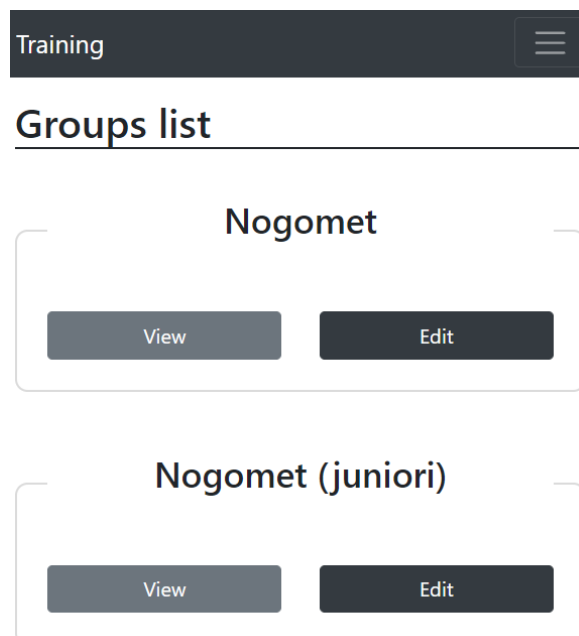 Training
Groups list
Nogomet
View Edit
Nogomet (juniori)
View Edit